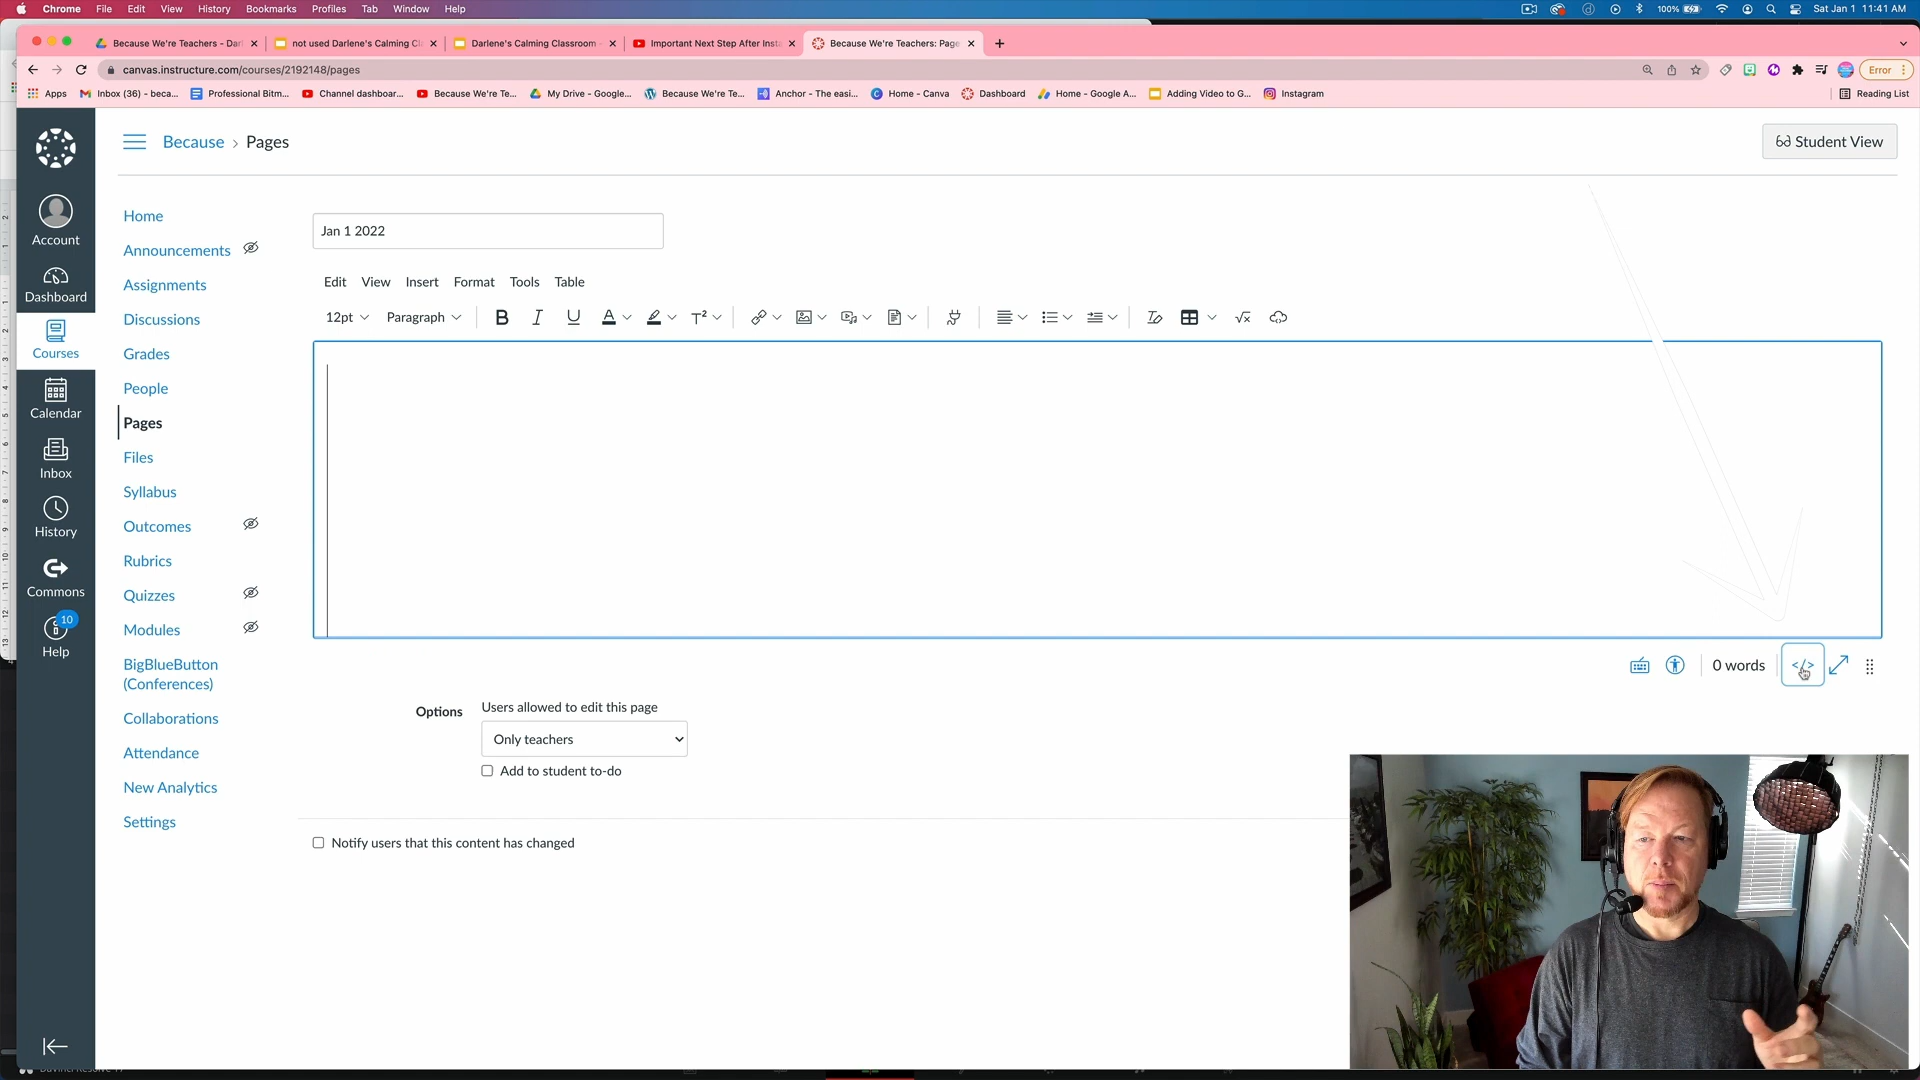 Chrome File Edit View History Bookmarks Profiles Tab Window Help
100% Sat Jan 1 11:41 AM
Because We're Teachers - Darl
not used Darlene's Calming Cl
Darlene's Calming Classroom -
Important Next Step After Insta
Because We're Teachers: Page
canvas.instructure.com/courses/2192148/pages
Error
Apps
Inbox (36) - beca...
Professional Bitm...
Channel dashboar...
Because We're Te...
My Drive - Google...
Because We're Te...
Anchor - The easi...
Home - Canva
Dashboard
Home - Google A...
Adding Video to G...
Instagram
Reading List
Because › Pages
Student View
Account
Dashboard
Courses
Calendar
Inbox
History
Commons
10
Help
Home
Announcements
Assignments
Discussions
Grades
People
Pages
Files
Syllabus
Outcomes
Rubrics
Quizzes
Modules
BigBlueButton
(Conferences)
Collaborations
Attendance
New Analytics
Settings
Jan 1 2022
Edit View Insert Format Tools Table
12pt Paragraph B I U A T²
0 words </>
Options
Users allowed to edit this page
Only teachers
Add to student to-do
Notify users that this content has changed